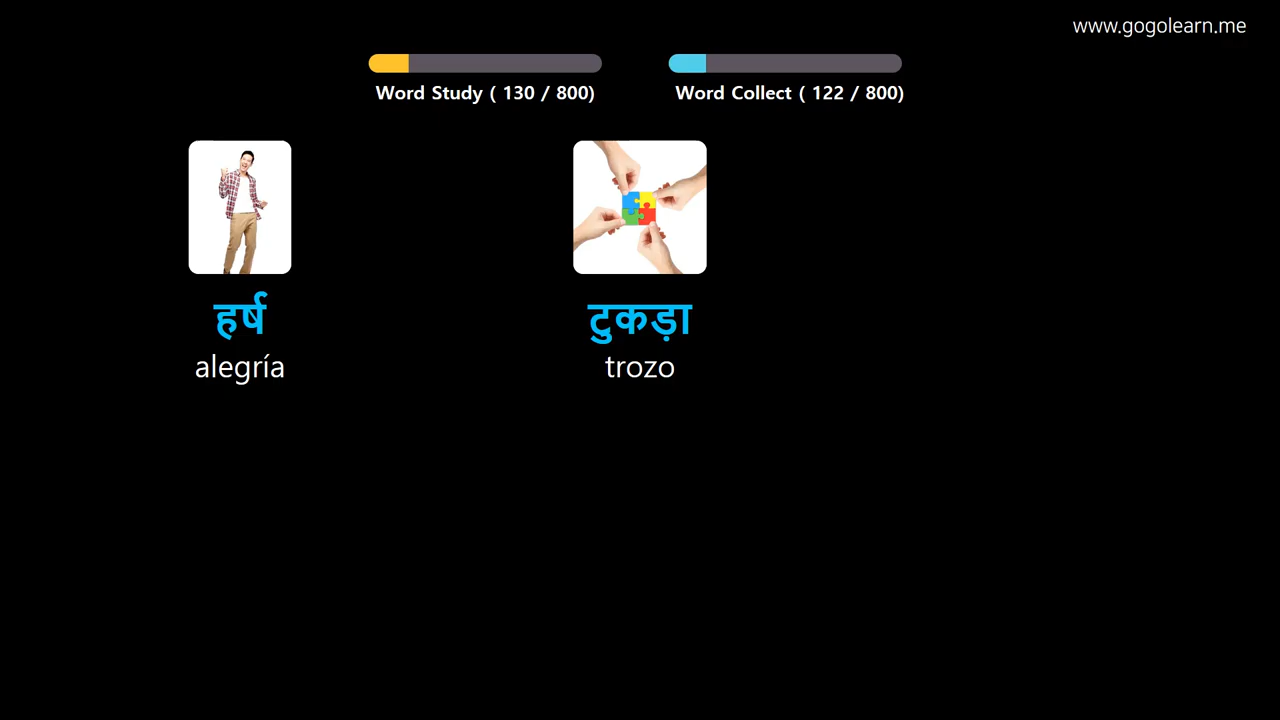 www.gogolearn.me
Word Study ( 130 / 800)
Word Collect ( 122 / 800)
हर्ष
alegría
टुकड़ा
trozo